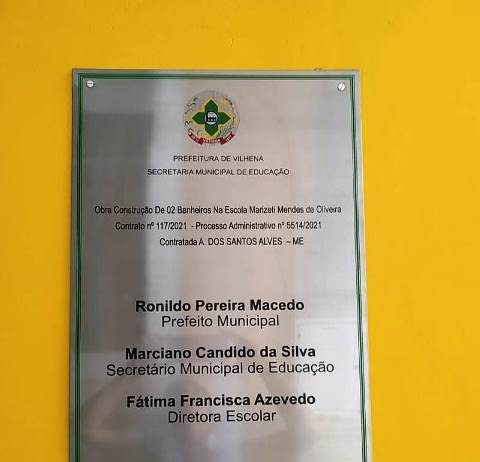 PREFEITURA DE VILHENA
SECRETARIA MUNICIPAL DE EDUCAÇÃO
Obra Construção De 02 Banheiros Na Escola Marizeti Mendes de Oliveira
Contrato nº 117/2021 - Processo Administrativo nº 5514/2021
Contratada A. DOS SANTOS ALVES – ME
Ronildo Pereira Macedo
Prefeito Municipal
Marciano Candido da Silva
Secretário Municipal de Educação
Fátima Francisca Azevedo
Diretora Escolar